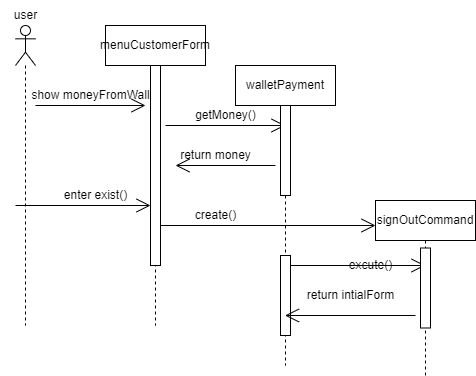 user
menuCustomerForm
walletPayment
show moneyFromWall
getMoney()
return money
enter exist()
create()
signOutCommand
excute()
return intialForm